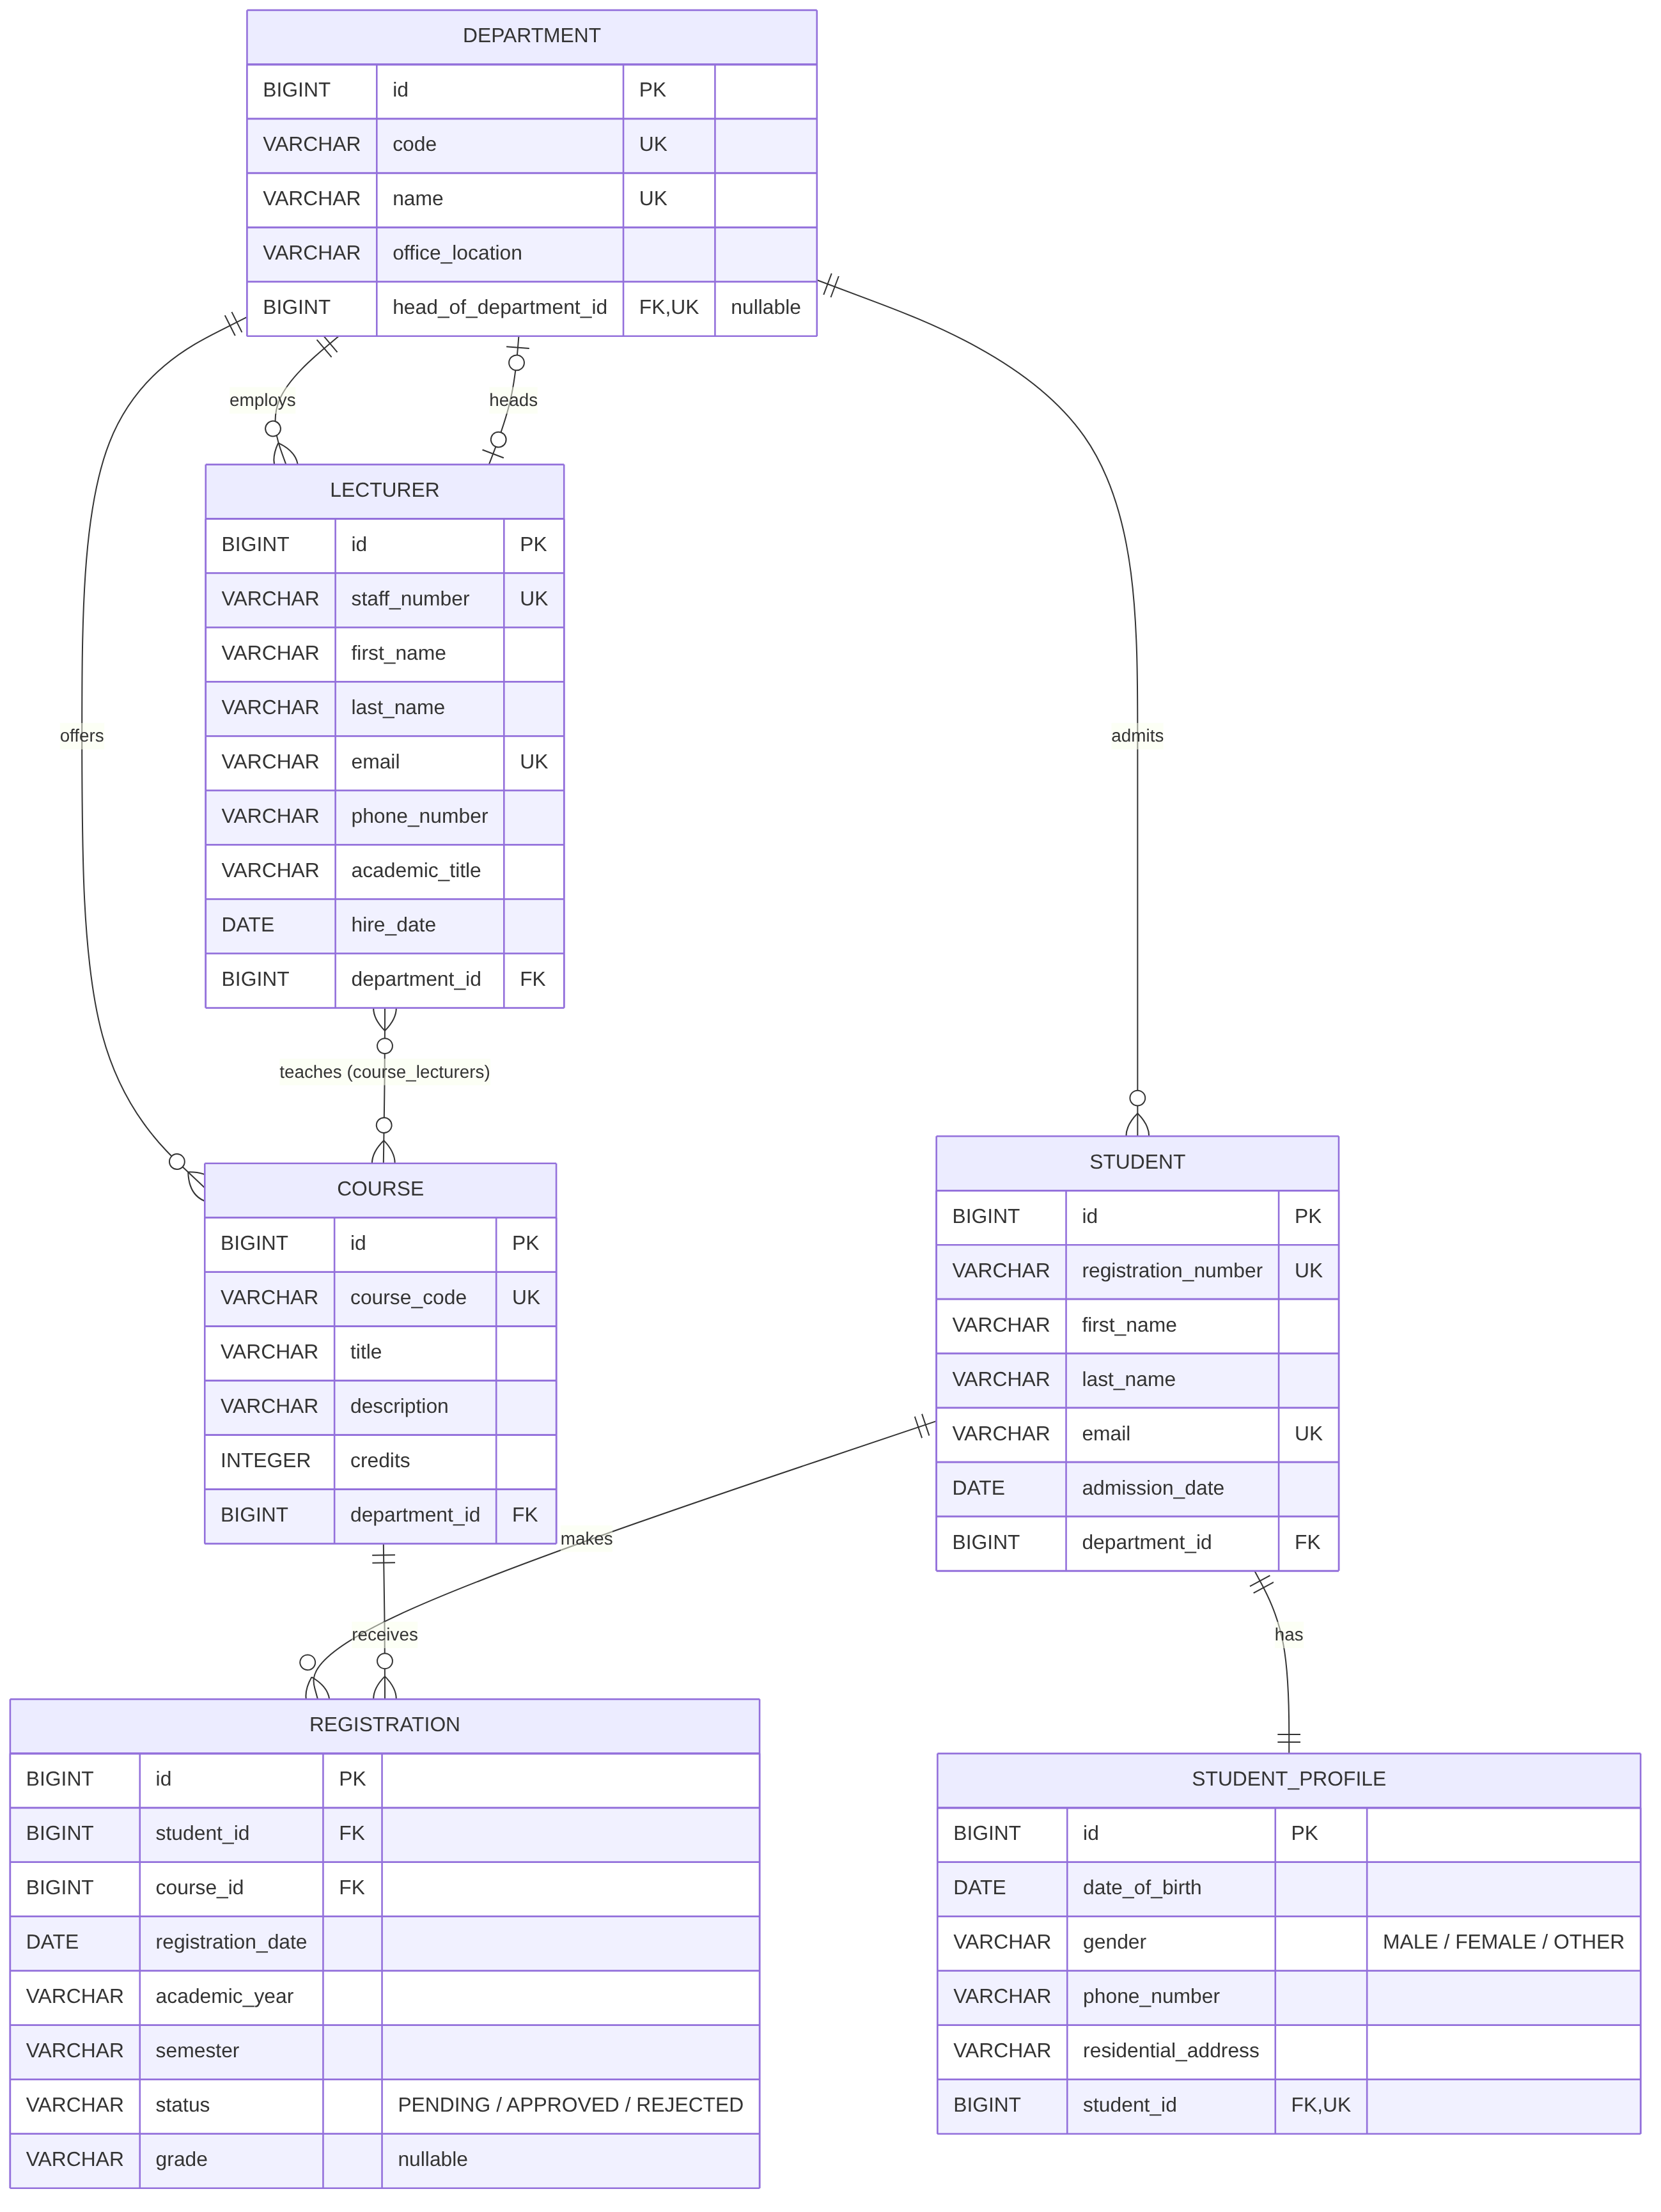 DEPARTMENT
BIGINT id PK
VARCHAR code UK
VARCHAR name UK
VARCHAR office_location
BIGINT head_of_department_id FK,UK nullable
employs
heads
LECTURER
BIGINT id PK
VARCHAR staff_number UK
VARCHAR first_name
VARCHAR last_name
VARCHAR email UK
VARCHAR phone_number
VARCHAR academic_title
DATE hire_date
BIGINT department_id FK
offers
admits
teaches (course_lecturers)
COURSE
BIGINT id PK
VARCHAR course_code UK
VARCHAR title
VARCHAR description
INTEGER credits
BIGINT department_id FK
STUDENT
BIGINT id PK
VARCHAR registration_number UK
VARCHAR first_name
VARCHAR last_name
VARCHAR email UK
DATE admission_date
BIGINT department_id FK
makes
receives
has
REGISTRATION
BIGINT id PK
BIGINT student_id FK
BIGINT course_id FK
DATE registration_date
VARCHAR academic_year
VARCHAR semester
VARCHAR status PENDING / APPROVED / REJECTED
VARCHAR grade nullable
STUDENT_PROFILE
BIGINT id PK
DATE date_of_birth
VARCHAR gender MALE / FEMALE / OTHER
VARCHAR phone_number
VARCHAR residential_address
BIGINT student_id FK,UK